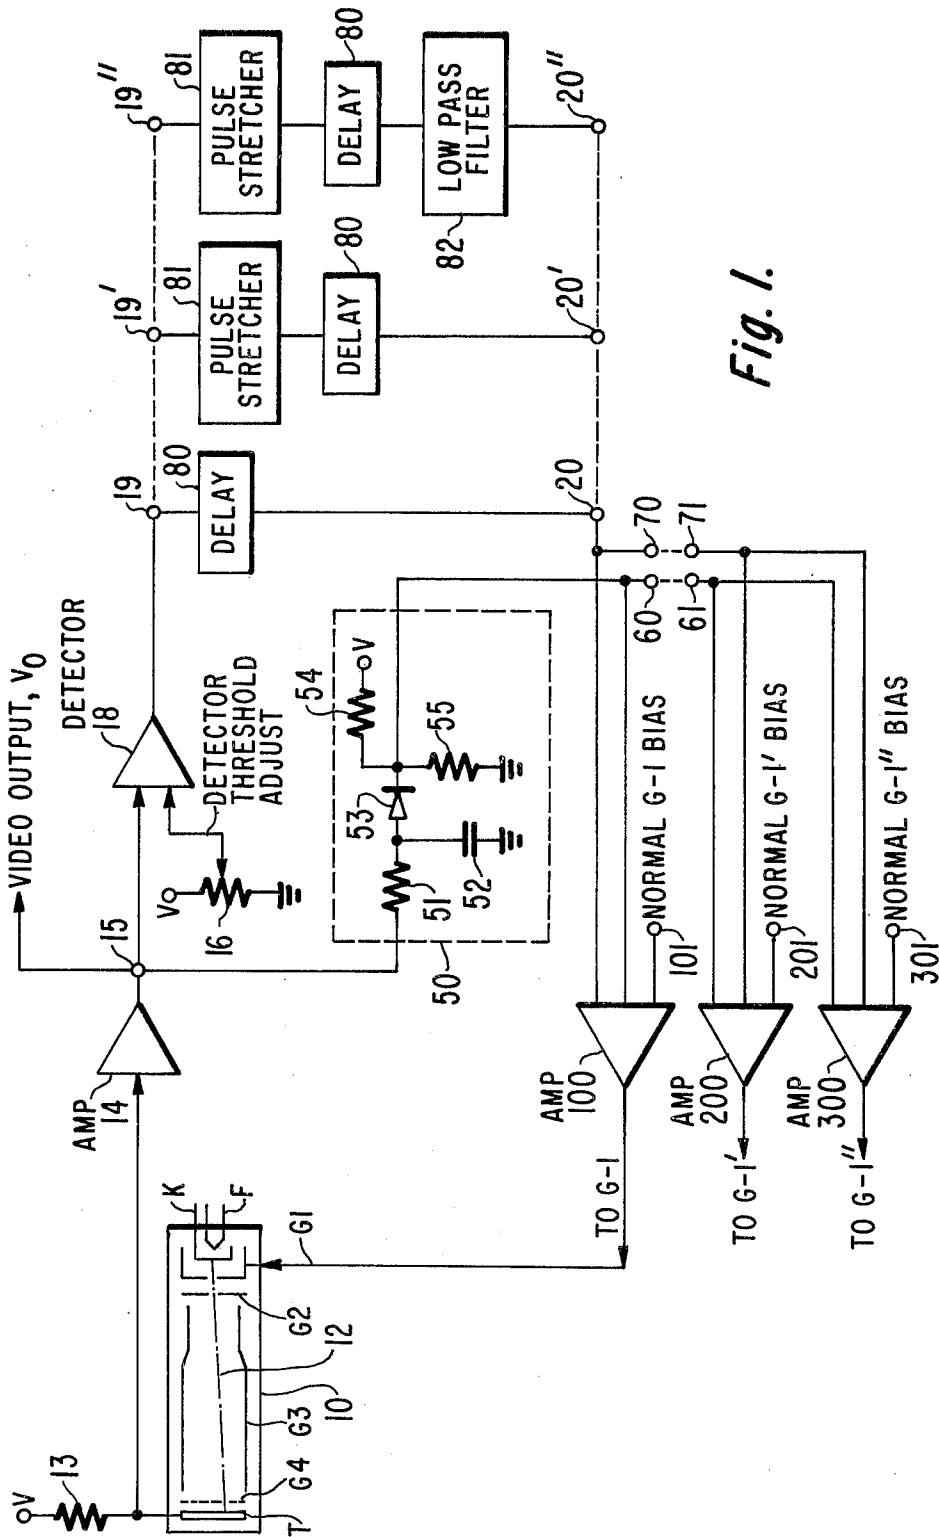 VIDEO OUTPUT, V0
DETECTOR
18
DETECTOR
THRESHOLD
ADJUST
V
16
15
AMP
14
V
13
T
G4
G3
10
12
G2
G1
K
F
19
80
DELAY
19'
81
PULSE
STRETCHER
80
DELAY
19"
81
PULSE
STRETCHER
80
DELAY
LOW PASS
FILTER
82
20
20'
20"
50
51
52
53
54
V
55
60
61
70
71
AMP
100
TO G-1
NORMAL G-1 BIAS
101
AMP
200
TO G-1'
NORMAL G-1' BIAS
201
AMP
300
TO G-1"
NORMAL G-1" BIAS
301
Fig. 1.